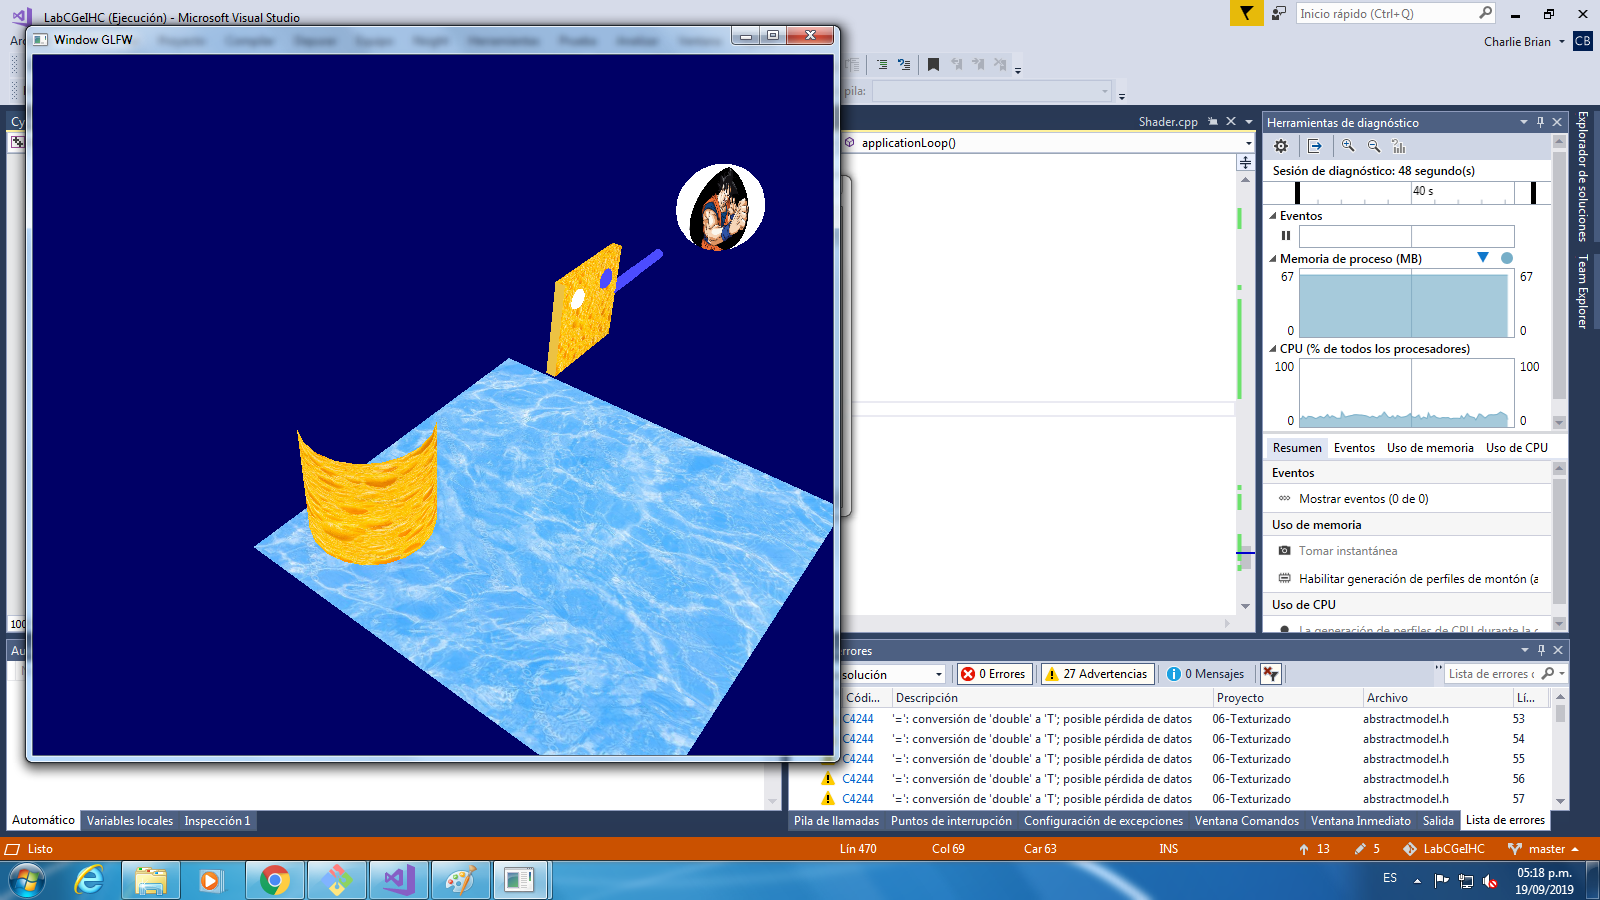 LabCGeIHC (Ejecución) - Microsoft Visual Studio
Inicio rápido (Ctrl+Q)
Window GLFW
Charlie Brian
CB
pila:
Shader.cpp
applicationLoop()
Herramientas de diagnóstico
Sesión de diagnóstico: 48 segundo(s)
40 s
Eventos
Memoria de proceso (MB)
67
67
0
0
CPU (% de todos los procesadores)
100
100
0
0
Resumen
Eventos
Uso de memoria
Uso de CPU
Eventos
Mostrar eventos (0 de 0)
Uso de memoria
Tomar instantánea
Habilitar generación de perfiles de montón (a
Uso de CPU
La generación de perfiles de CPU durante la
Explorador de soluciones
Team Explorer
100
errores
solución
0 Errores
27 Advertencias
0 Mensajes
Lista de errores
Códi...
Descripción
Proyecto
Archivo
Lí...
C4244 '=': conversión de 'double' a 'T'; posible pérdida de datos 06-Texturizado abstractmodel.h 53
C4244 '=': conversión de 'double' a 'T'; posible pérdida de datos 06-Texturizado abstractmodel.h 54
C4244 '=': conversión de 'double' a 'T'; posible pérdida de datos 06-Texturizado abstractmodel.h 55
C4244 '=': conversión de 'double' a 'T'; posible pérdida de datos 06-Texturizado abstractmodel.h 56
C4244 '=': conversión de 'double' a 'T'; posible pérdida de datos 06-Texturizado abstractmodel.h 57
Automático
Variables locales
Inspección 1
Pila de llamadas
Puntos de interrupción
Configuración de excepciones
Ventana Comandos
Ventana Inmediato
Salida
Lista de errores
Listo
Lín 470
Col 69
Car 63
INS
13
5
LabCGeIHC
master
ES
05:18 p.m.
19/09/2019